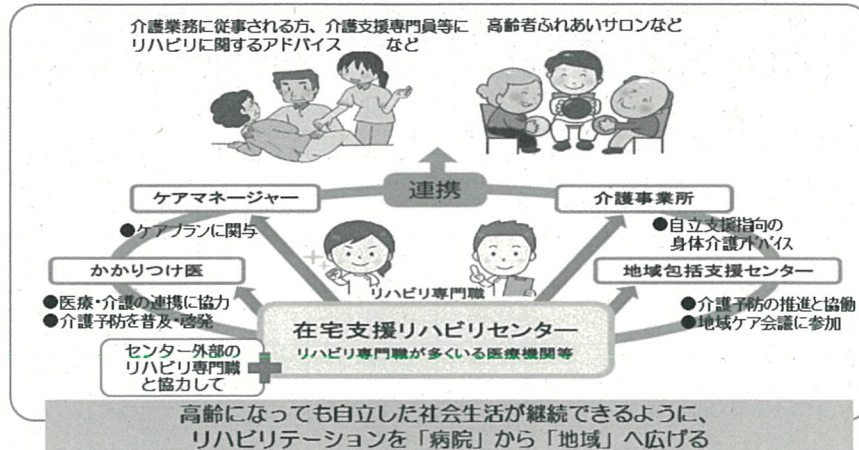 介護業務に従事される方、介護支援専門員等に
リハビリに関するアドバイス　など
高齢者ふれあいサロンなど
連携
ケアマネージャー
介護事業所
●ケアプランに関与
●自立支援指向の
身体介護アドバイス
かかりつけ医
地域包括支援センター
リハビリ専門職
●医療・介護の連携に協力
●介護予防を普及・啓発
●介護予防の推進と協働
●地域ケア会議に参加
在宅支援リハビリセンター
リハビリ専門職が多くいる医療機関等
センター外部の
リハビリ専門職
と協力して
高齢になっても自立した社会生活が継続できるように、
リハビリテーションを「病院」から「地域」へ広げる